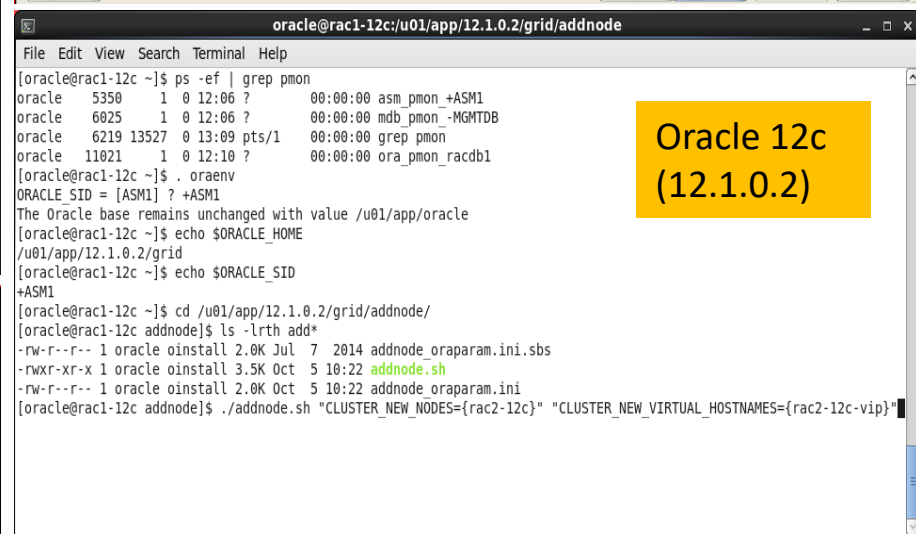 oracle@rac1-12c:/u01/app/12.1.0.2/grid/addnode
File Edit View Search Terminal Help
[oracle@rac1-12c ~]$ ps -ef | grep pmon
oracle 5350 1 0 12:06 ? 00:00:00 asm_pmon_+ASM1
oracle 6025 1 0 12:06 ? 00:00:00 mdb_pmon_-MGMTDB
oracle 6219 13527 0 13:09 pts/1 00:00:00 grep pmon
oracle 11021 1 0 12:10 ? 00:00:00 ora_pmon_racdb1
[oracle@rac1-12c ~]$ . oraenv
ORACLE_SID = [ASM1] ? +ASM1
The Oracle base remains unchanged with value /u01/app/oracle
[oracle@rac1-12c ~]$ echo $ORACLE_HOME
/u01/app/12.1.0.2/grid
[oracle@rac1-12c ~]$ echo $ORACLE_SID
+ASM1
[oracle@rac1-12c ~]$ cd /u01/app/12.1.0.2/grid/addnode/
[oracle@rac1-12c addnode]$ ls -lrth add*
-rw-r--r-- 1 oracle oinstall 2.0K Jul 7 2014 addnode_oraparam.ini.sbs
-rwxr-xr-x 1 oracle oinstall 3.5K Oct 5 10:22 addnode.sh
-rw-r--r-- 1 oracle oinstall 2.0K Oct 5 10:22 addnode_oraparam.ini
[oracle@rac1-12c addnode]$ ./addnode.sh "CLUSTER_NEW_NODES={rac2-12c}" "CLUSTER_NEW_VIRTUAL_HOSTNAMES={rac2-12c-vip}"
Oracle 12c
(12.1.0.2)